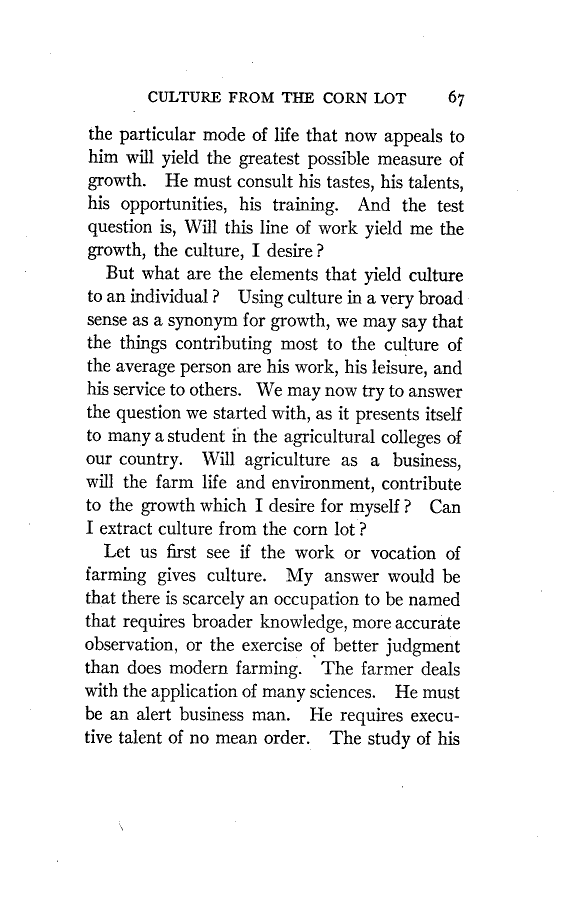 CULTURE FROM THE CORN LOT 67
the particular mode of life that now appeals to
him will yield the greatest possible measure of
growth. He must consult his tastes, his talents,
his opportunities, his training. And the test
question is, Will this line of work yield me the
growth, the culture, I desire?
But what are the elements that yield culture
to an individual? Using culture in a very broad
sense as a synonym for growth, we may say that
the things contributing most to the culture of
the average person are his work, his leisure, and
his service to others. We may now try to answer
the question we started with, as it presents itself
to many a student in the agricultural colleges of
our country. Will agriculture as a business,
will the farm life and environment, contribute
to the growth which I desire for myself? Can
I extract culture from the corn lot?
Let us first see if the work or vocation of
farming gives culture. My answer would be
that there is scarcely an occupation to be named
that requires broader knowledge, more accurate
observation, or the exercise of better judgment
than does modern farming. The farmer deals
with the application of many sciences. He must
be an alert business man. He requires execu-
tive talent of no mean order. The study of his